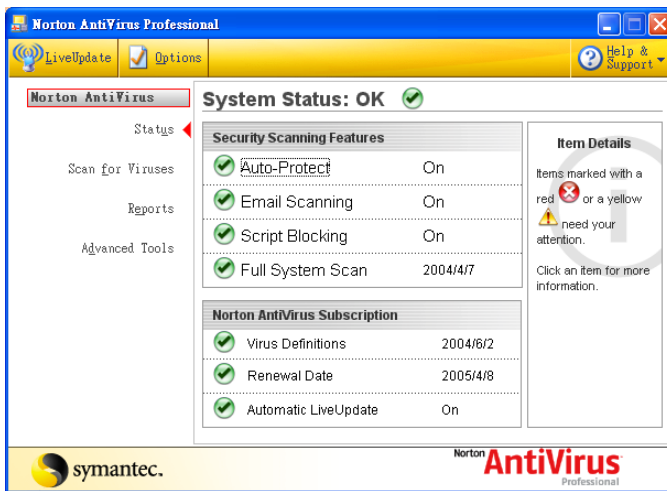 Norton AntiVirus Professional
LiveUpdate
Options
Help & Support
Norton AntiVirus
Status
Scan for Viruses
Reports
Advanced Tools
System Status: OK
Security Scanning Features
Auto-Protect On
Email Scanning On
Script Blocking On
Full System Scan 2004/4/7
Norton AntiVirus Subscription
Virus Definitions 2004/6/2
Renewal Date 2005/4/8
Automatic LiveUpdate On
Item Details
Items marked with a
red or a yellow
need your
attention.
Click an item for more
information.
symantec.
Norton AntiVirus
Professional